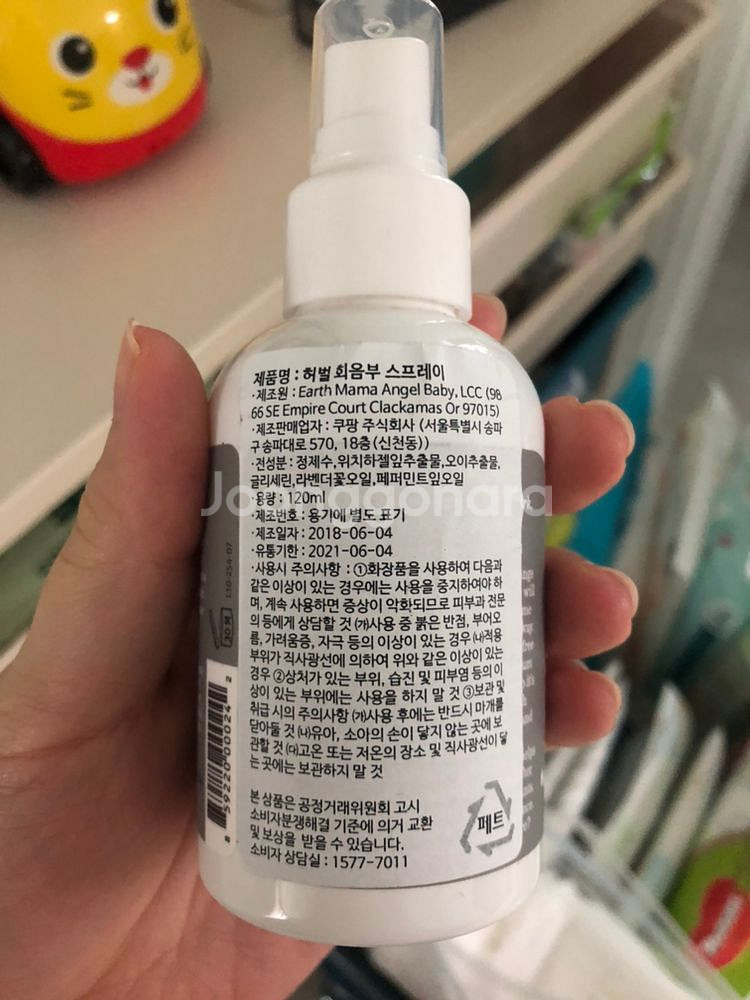 제품명 : 허벌 회음부 스프레이
·제조원 : Earth Mama Angel Baby, LCC (98
66 SE Empire Court Clackamas Or 97015)
·제조판매업자 : 쿠팡 주식회사 (서울특별시 송파
구 송파대로 570, 18층(신천동))
·전성분 : 정제수,위치하젤잎추출물,오이추출물,
글리세린,라벤더꽃오일,페퍼민트잎오일
·용량 : 120ml
·제조번호 : 용기에 별도 표기
·제조일자 : 2018-06-04
·유통기한 : 2021-06-04
·사용시 주의사항 : ①화장품을 사용하여 다음과
같은 이상이 있는 경우에는 사용을 중지하여야 하
며, 계속 사용하면 증상이 악화되므로 피부과 전문
의 등에게 상담할 것 ㈎사용 중 붉은 반점, 부어오
름, 가려움증, 자극 등의 이상이 있는 경우 ㈏적용
부위가 직사광선에 의하여 위와 같은 이상이 있는
경우 ②상처가 있는 부위, 습진 및 피부염 등의 이
상이 있는 부위에는 사용을 하지 말 것 ③보관 및
취급 시의 주의사항 ㈎사용 후에는 반드시 마개를
닫아둘 것 ㈏유아, 소아의 손이 닿지 않는 곳에 보
관할 것 ㈐고온 또는 저온의 장소 및 직사광선이 닿
는 곳에는 보관하지 말 것
본 상품은 공정거래위원회 고시
소비자분쟁해결 기준에 의거 교환
및 보상을 받을 수 있습니다.
소비자 상담실 : 1577-7011
페트
Joonggonara
110-254-07
30 M
8 59220 00024 2